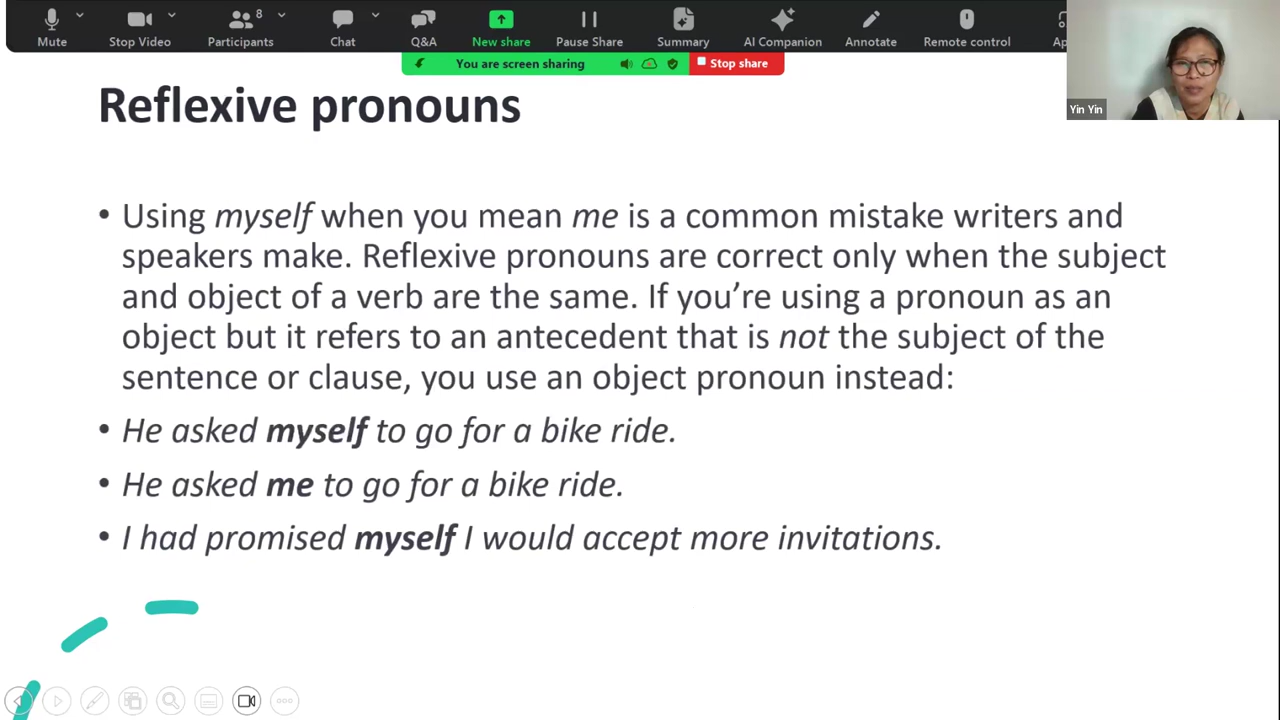 8
Mute
Stop Video
Participants
Chat
Q&A
New share
Pause Share
Summary
AI Companion
Annotate
Remote control
You are screen sharing
Stop share
Yin Yin
Reflexive pronouns
• Using myself when you mean me is a common mistake writers and
speakers make. Reflexive pronouns are correct only when the subject
and object of a verb are the same. If you’re using a pronoun as an
object but it refers to an antecedent that is not the subject of the
sentence or clause, you use an object pronoun instead:
• He asked myself to go for a bike ride.
• He asked me to go for a bike ride.
• I had promised myself I would accept more invitations.